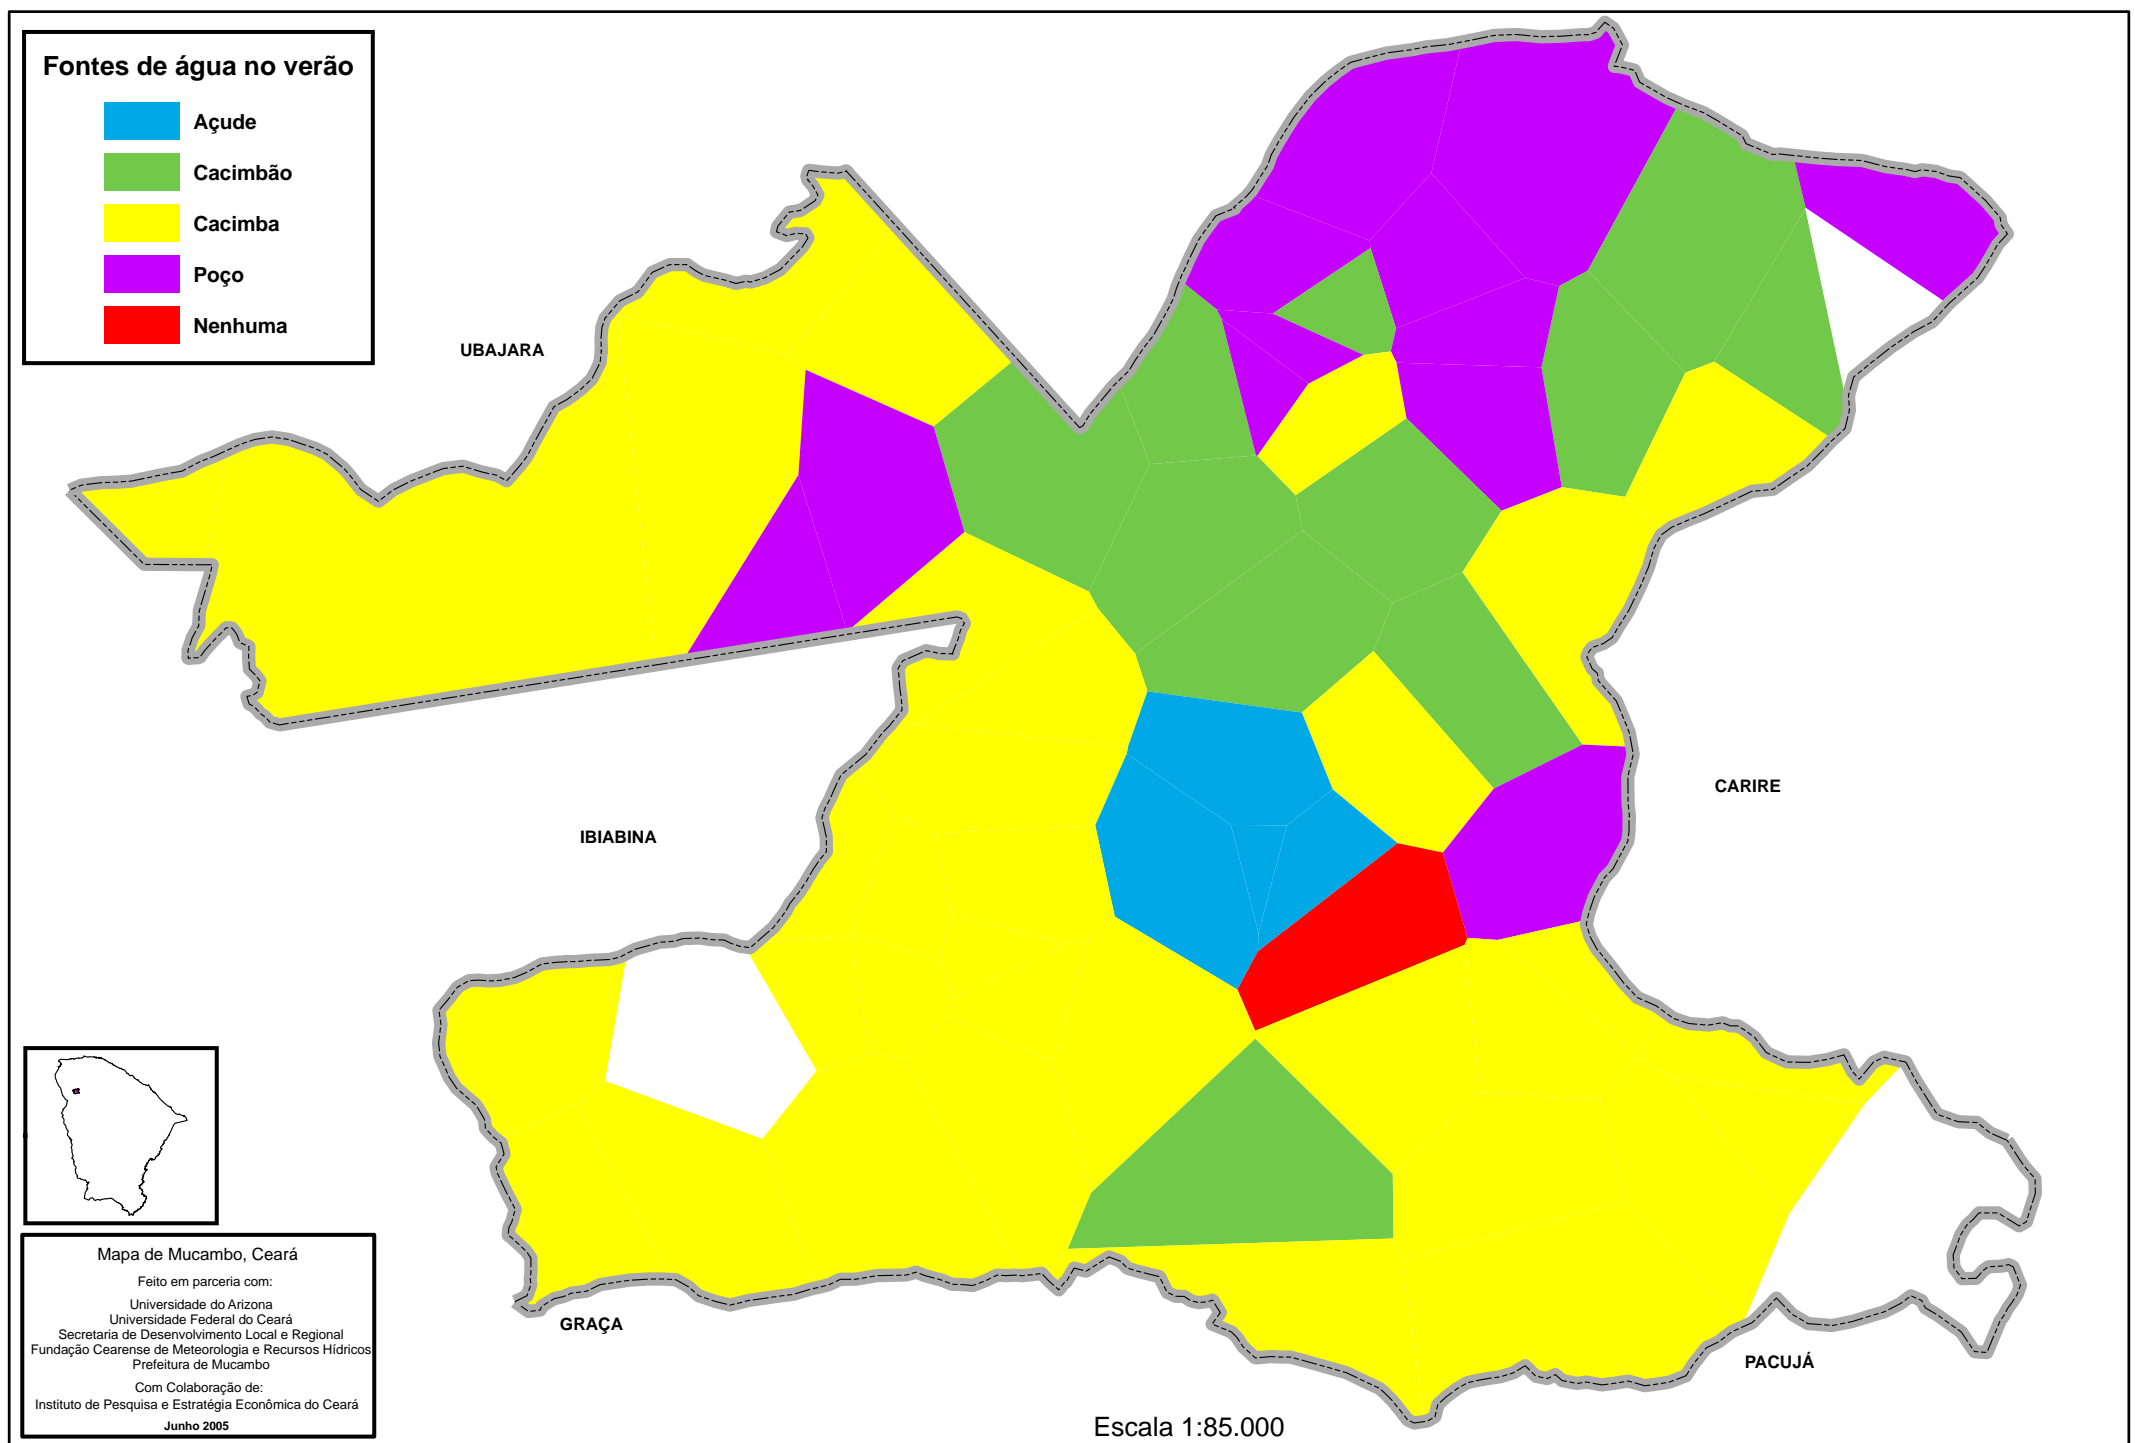 Fontes de água no verão
Açude
Cacimbão
Cacimba
Poço
Nenhuma
UBAJARA
CARIRE
IBIABINA
GRAÇA
PACUJÁ
Mapa de Mucambo, Ceará
Feito em parceria com:
Universidade do Arizona
Universidade Federal do Ceará
Secretaria de Desenvolvimento Local e Regional
Fundação Cearense de Meteorologia e Recursos Hídricos
Prefeitura de Mucambo
Com Colaboração de:
Instituto de Pesquisa e Estratégia Econômica do Ceará
Junho 2005
Escala 1:85.000